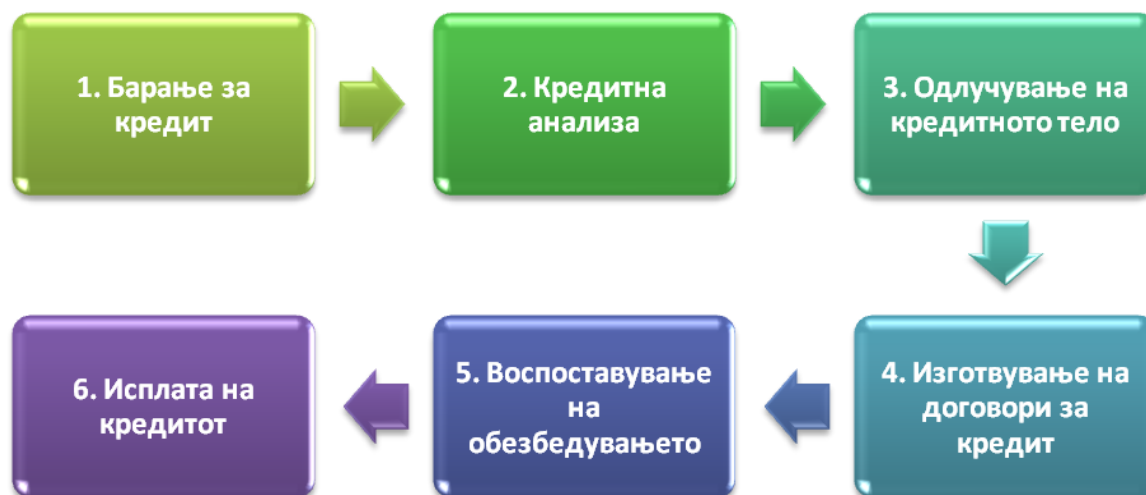 1. Барање за
кредит
2. Кредитна
анализа
3. Одлучување на
кредитното тело
4. Изготвување на
договори за
кредит
5. Воспоставување
на
обезбедувањето
6. Исплата на
кредитот